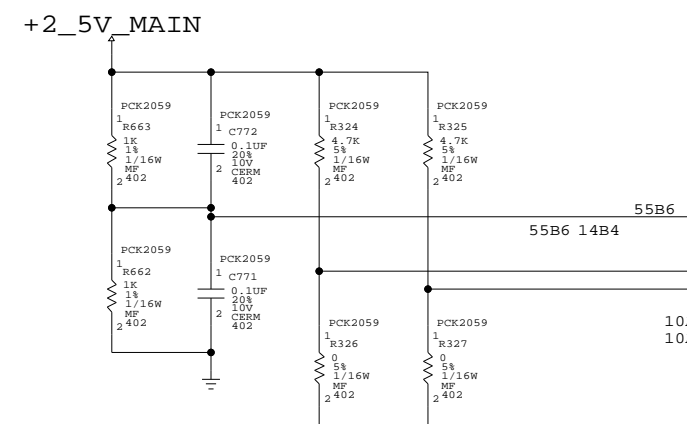 +2_5V_MAIN
PCK2059
1
R663
1K
1%
1/16W
MF
2 402
PCK2059
1 C772
0.1UF
20%
10V
2 CERM
402
PCK2059
1
R324
4.7K
5%
1/16W
MF
2 402
PCK2059
1
R325
4.7K
5%
1/16W
MF
2 402
55B6
55B6 14B4
PCK2059
1
R662
1K
1%
1/16W
MF
2 402
PCK2059
1 C771
0.1UF
20%
10V
2 CERM
402
PCK2059
1
R326
0
5%
1/16W
MF
2 402
PCK2059
1
R327
0
5%
1/16W
MF
2 402